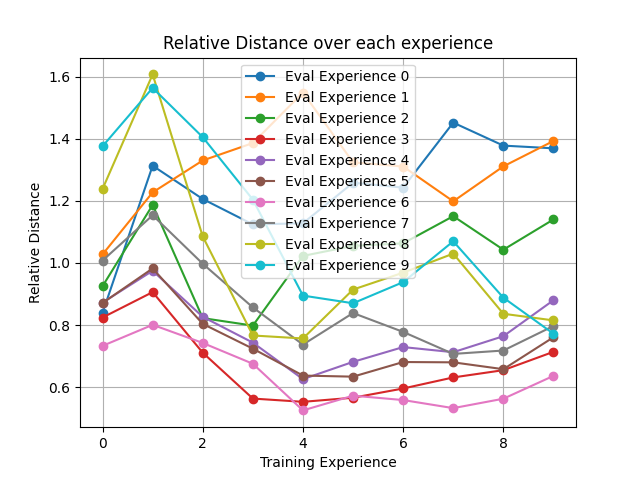 Relative Distance over each experience
Relative Distance
1.6
1.4
1.2
1.0
0.8
0.6
Eval Experience 0
Eval Experience 1
Eval Experience 2
Eval Experience 3
Eval Experience 4
Eval Experience 5
Eval Experience 6
Eval Experience 7
Eval Experience 8
Eval Experience 9
0 2 4 6 8
Training Experience